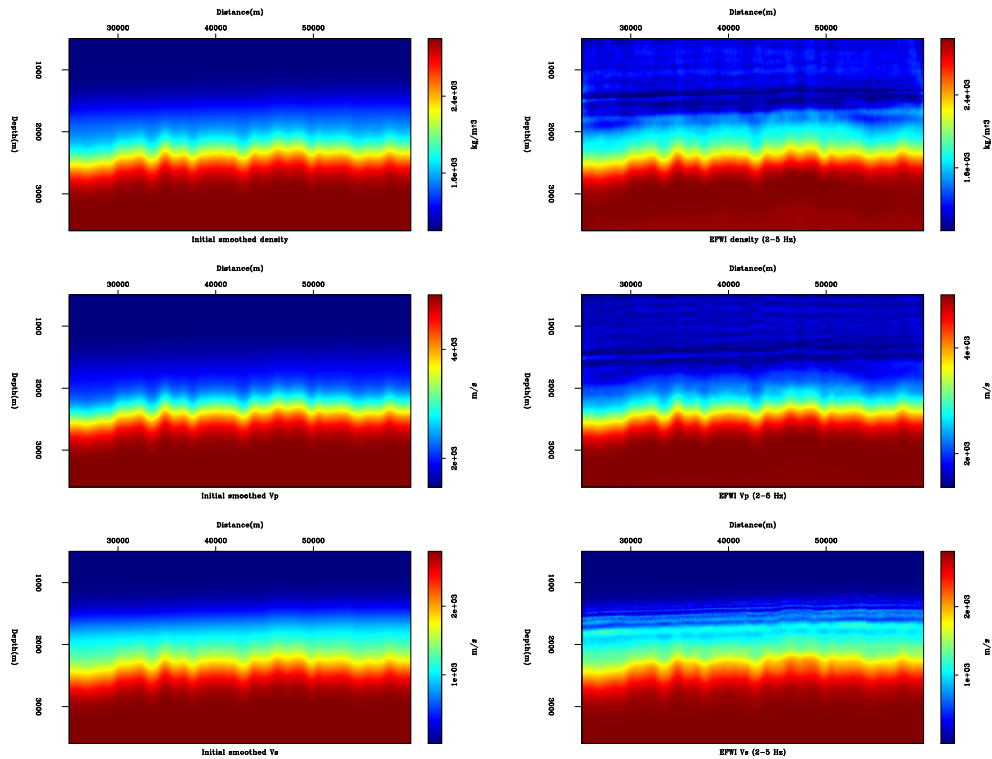 Distance(m)
30000 40000 50000
Depth(m)
1000
2000
3000
2.4e+03
1.6e+03
kg/m^3
Initial smoothed density
Distance(m)
30000 40000 50000
Depth(m)
1000
2000
3000
2.4e+03
1.6e+03
kg/m^3
EFWI density (2-5 Hz)
Distance(m)
30000 40000 50000
Depth(m)
1000
2000
3000
4e+03
2e+03
m/s
Initial smoothed Vp
Distance(m)
30000 40000 50000
Depth(m)
1000
2000
3000
4e+03
2e+03
m/s
EFWI Vp (2-5 Hz)
Distance(m)
30000 40000 50000
Depth(m)
1000
2000
3000
2e+03
1e+03
m/s
Initial smoothed Vs
Distance(m)
30000 40000 50000
Depth(m)
1000
2000
3000
2e+03
1e+03
m/s
EFWI Vs (2-5 Hz)